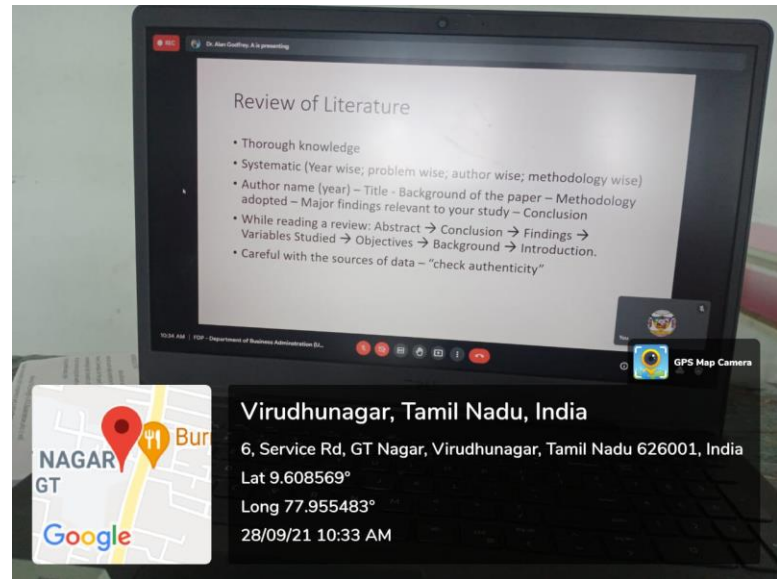 REC
Dr. Alan Godfrey. A is presenting
Review of Literature
• Thorough knowledge
• Systematic (Year wise; problem wise; author wise; methodology wise)
• Author name (year) – Title - Background of the paper – Methodology
adopted – Major findings relevant to your study – Conclusion
• While reading a review: Abstract → Conclusion → Findings →
Variables Studied → Objectives → Background → Introduction.
• Careful with the sources of data – “check authenticity”
You
10:34 AM | FDP - Department of Business Administration
GPS Map Camera
NAGAR
GT
Google
Virudhunagar, Tamil Nadu, India
6, Service Rd, GT Nagar, Virudhunagar, Tamil Nadu 626001, India
Lat 9.608569°
Long 77.955483°
28/09/21 10:33 AM